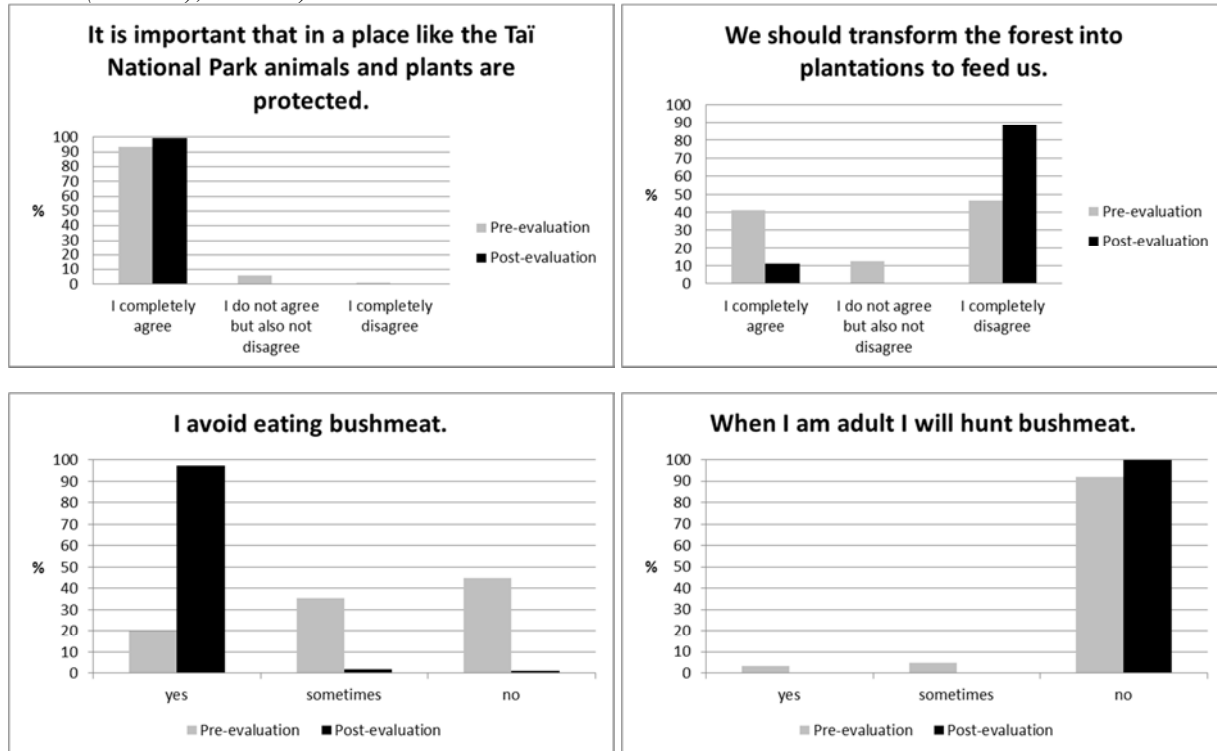 It is important that in a place like the Taï
National Park animals and plants are
protected.
100
90
80
70
60
50
40
30
20
10
0
%
I completely
agree
I do not agree
but also not
disagree
I completely
disagree
Pre-evaluation
Post-evaluation
We should transform the forest into
plantations to feed us.
100
90
80
70
60
50
40
30
20
10
0
%
I completely
agree
I do not agree
but also not
disagree
I completely
disagree
Pre-evaluation
Post-evaluation
I avoid eating bushmeat.
100
90
80
70
60
50
40
30
20
10
0
%
yes
sometimes
no
Pre-evaluation
Post-evaluation
When I am adult I will hunt bushmeat.
100
90
80
70
60
50
40
30
20
10
0
%
yes
sometimes
no
Pre-evaluation
Post-evaluation